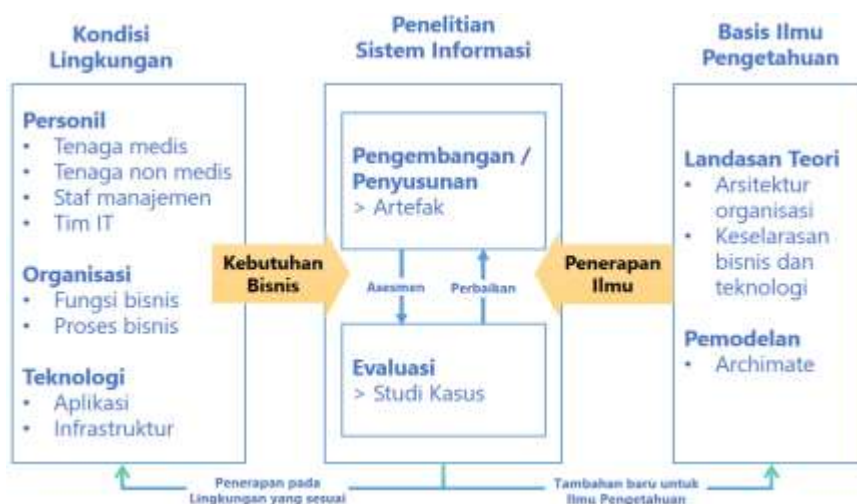 Kondisi
Lingkungan
Personil
• Tenaga medis
• Tenaga non medis
• Staf manajemen
• Tim IT
Organisasi
• Fungsi bisnis
• Proses bisnis
Teknologi
• Aplikasi
• Infrastruktur
Kebutuhan
Bisnis
Penelitian
Sistem Informasi
Pengembangan /
Penyusunan
> Artefak
Asesmen
Perbaikan
Evaluasi
> Studi Kasus
Penerapan
Ilmu
Basis Ilmu
Pengetahuan
Landasan Teori
• Arsitektur
organisasi
• Keselarasan
bisnis dan
teknologi
Pemodelan
• Archimate
Penerapan pada
Lingkungan yang sesuai
Tambahan baru untuk
Ilmu Pengetahuan